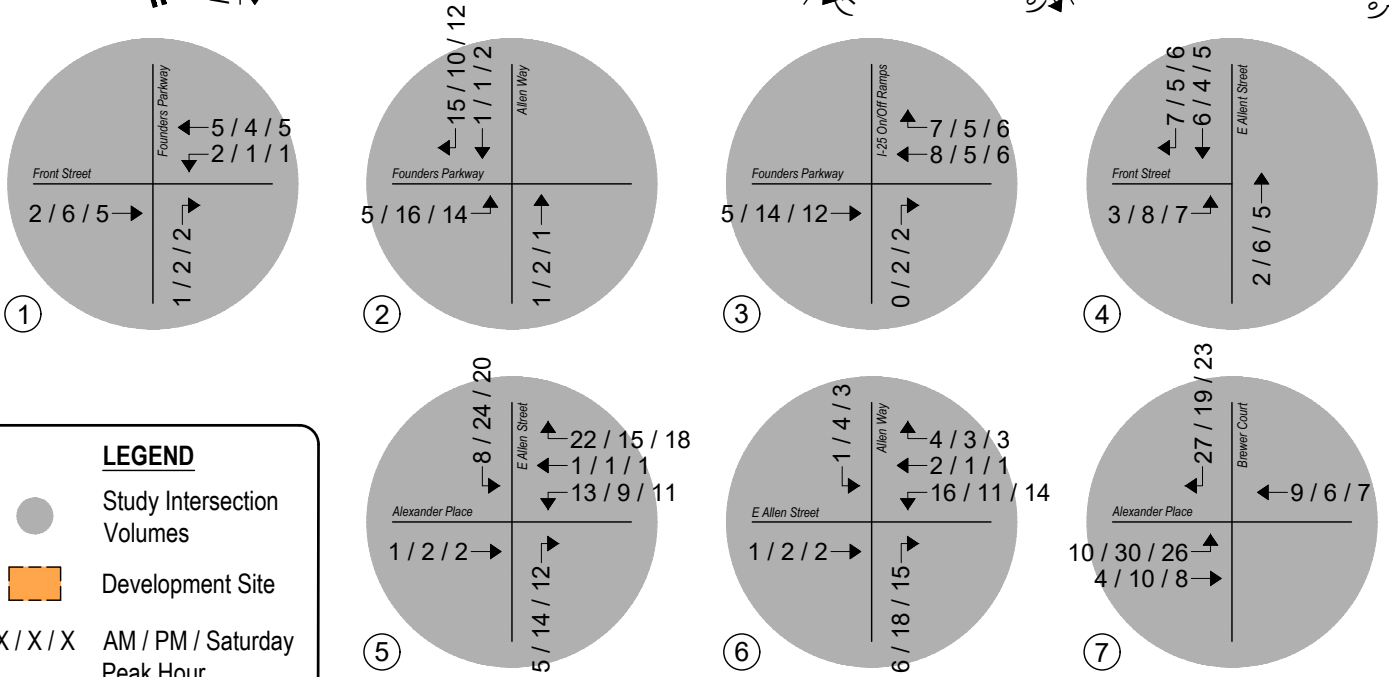 Founders Parkway
5 / 4 / 5
2 / 1 / 1
Front Street
2 / 6 / 5
1 / 2 / 2
1
15 / 10 / 12
1 / 1 / 2
Allen Way
Founders Parkway
5 / 16 / 14
1 / 2 / 1
2
I-25 On/Off Ramps
7 / 5 / 6
8 / 5 / 6
Founders Parkway
5 / 14 / 12
0 / 2 / 2
3
7 / 5 / 6
6 / 4 / 5
E Allent Street
Front Street
3 / 8 / 7
2 / 6 / 5
4
LEGEND
Study Intersection
Volumes
Development Site
X / X / X
AM / PM / Saturday
Peak Hour
8 / 24 / 20
E Allen Street
22 / 15 / 18
1 / 1 / 1
13 / 9 / 11
Alexander Place
1 / 2 / 2
5 / 14 / 12
5
1 / 4 / 3
Allen Way
4 / 3 / 3
2 / 1 / 1
16 / 11 / 14
E Allen Street
1 / 2 / 2
6 / 18 / 15
6
27 / 19 / 23
Brewer Court
9 / 6 / 7
Alexander Place
10 / 30 / 26
4 / 10 / 8
7